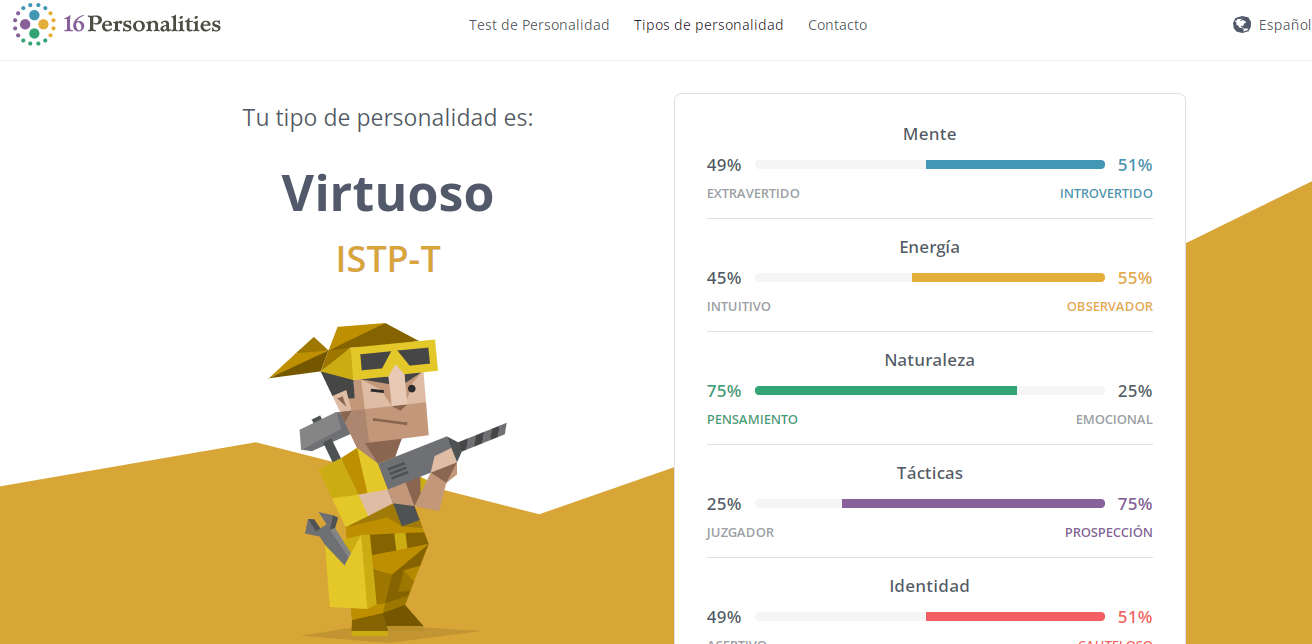 16Personalities
Test de Personalidad Tipos de personalidad Contacto
Español
Tu tipo de personalidad es:
Virtuoso
ISTP-T
Mente
49% 51%
EXTRAVERTIDO INTROVERTIDO
Energía
45% 55%
INTUITIVO OBSERVADOR
Naturaleza
75% 25%
PENSAMIENTO EMOCIONAL
Tácticas
25% 75%
JUZGADOR PROSPECCIÓN
Identidad
49% 51%
ASERTIVO CAUTELOSO